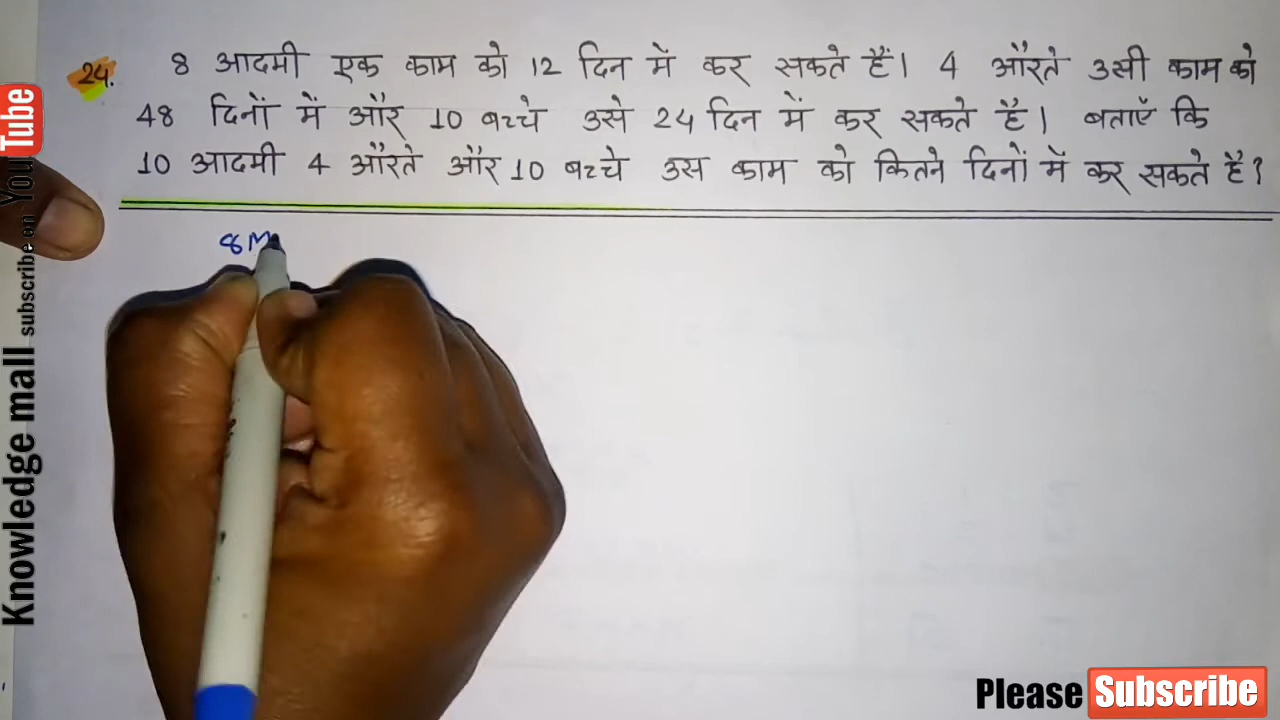 24. 8 आदमी एक काम को 12 दिन में कर सकते हैं। 4 औरते उसी काम को
48 दिनों में और 10 बच्चे उसे 24 दिन में कर सकते है। बताएँ कि
10 आदमी 4 औरते और 10 बच्चे उस काम को कितने दिनों में कर सकते है?
8M
Knowledge mall subscribe on YouTube
Please Subscribe